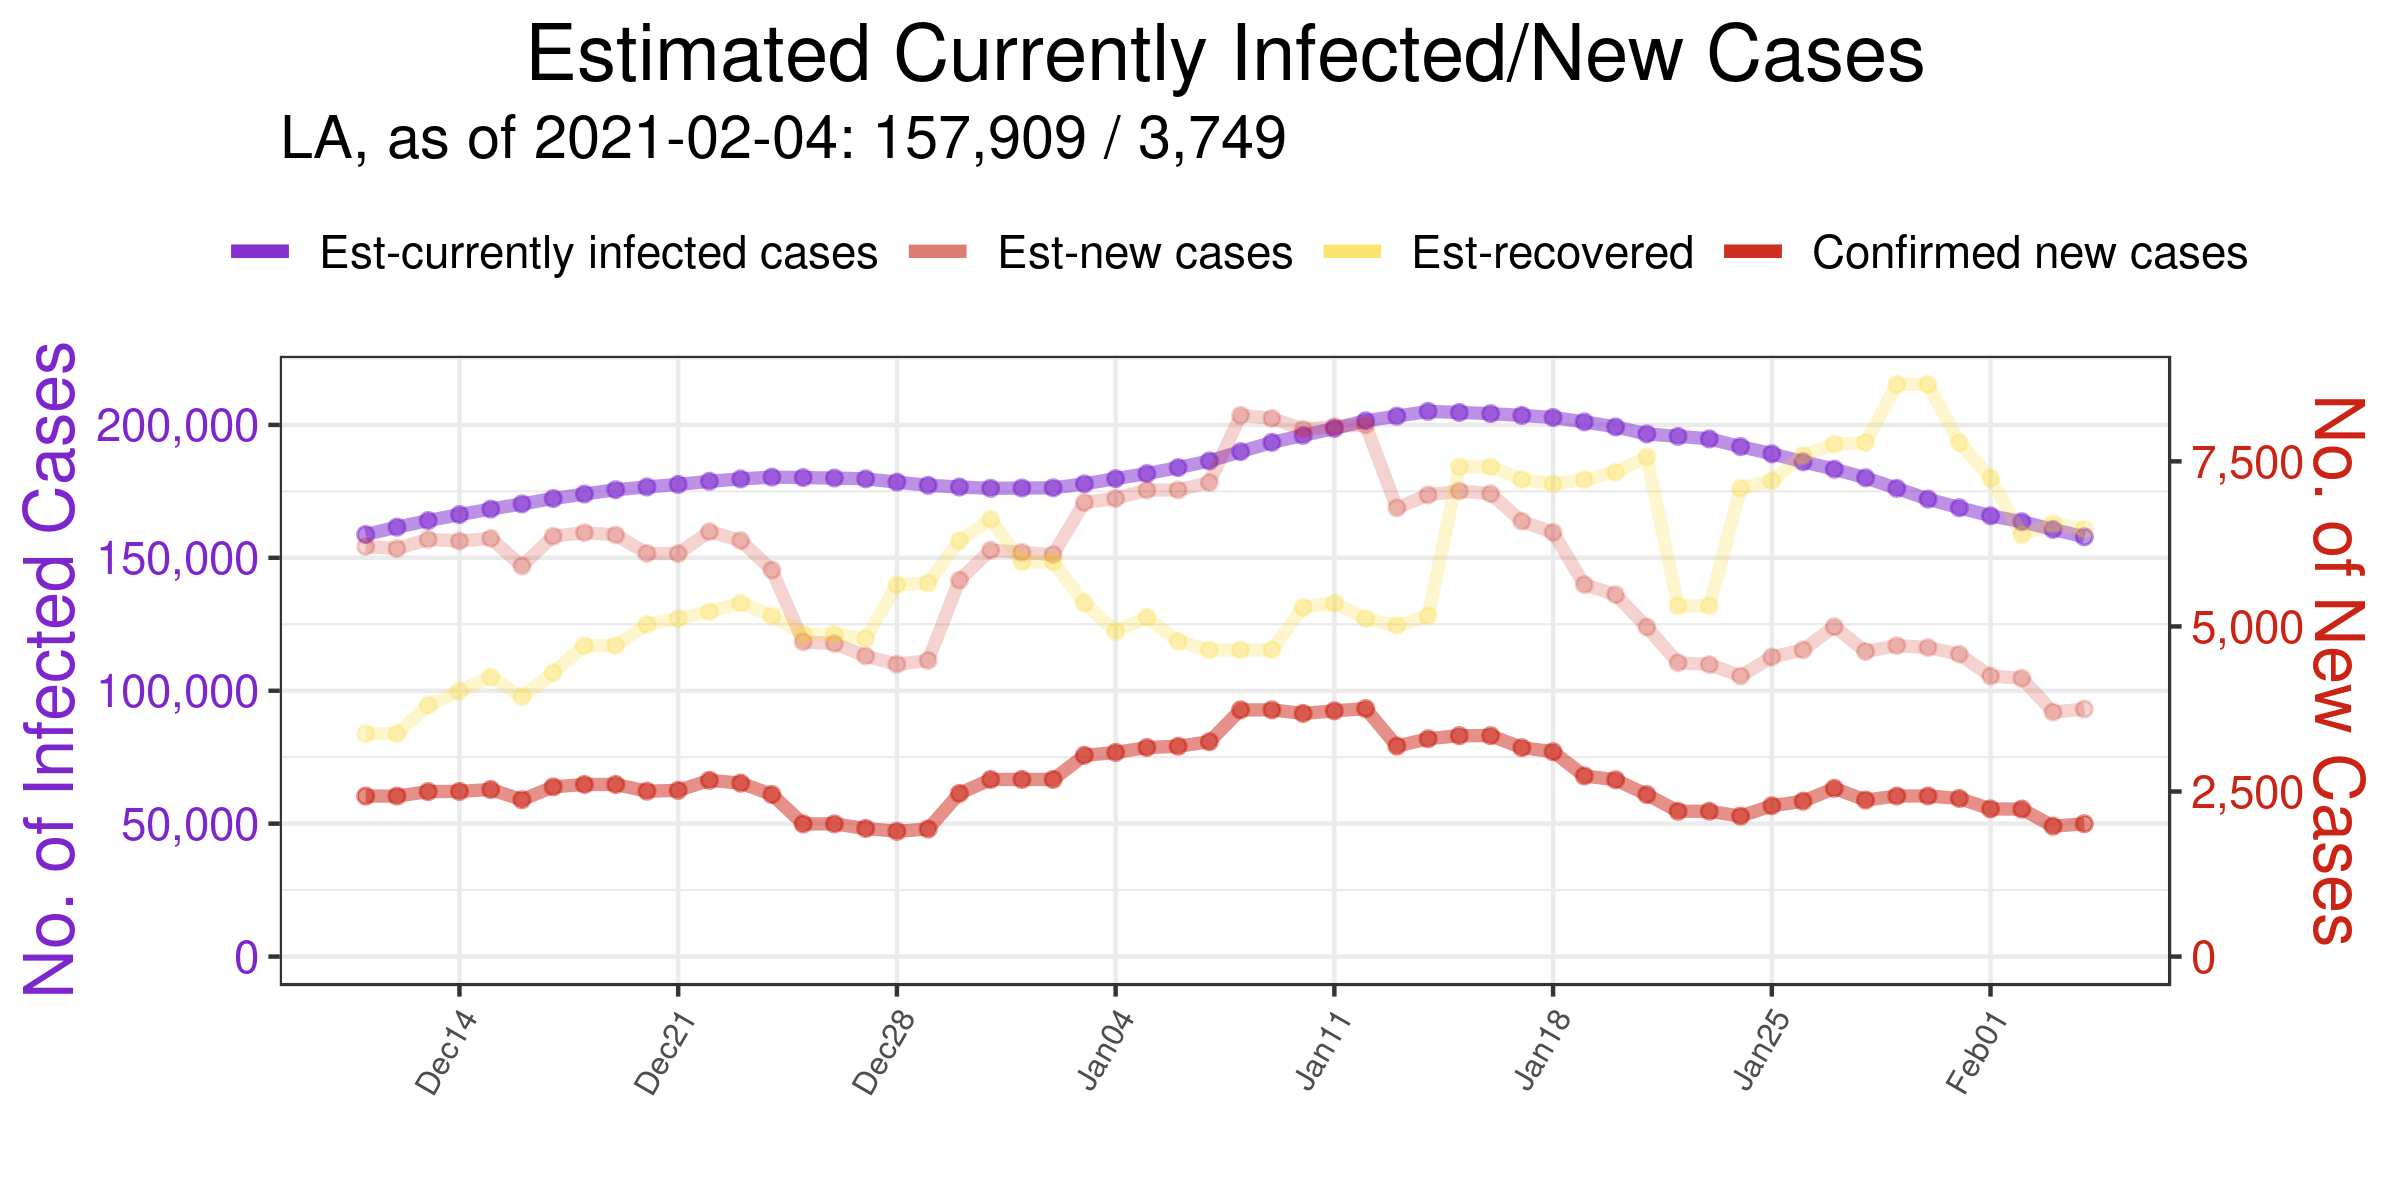 Estimated Currently Infected/New Cases
LA, as of 2021-02-04: 157,909 / 3,749
Est-currently infected cases Est-new cases Est-recovered Confirmed new cases
No. of Infected Cases
200,000
150,000
100,000
50,000
0
7,500
5,000
2,500
0
No. of New Cases
Dec14 Dec21 Dec28 Jan04 Jan11 Jan18 Jan25 Feb01